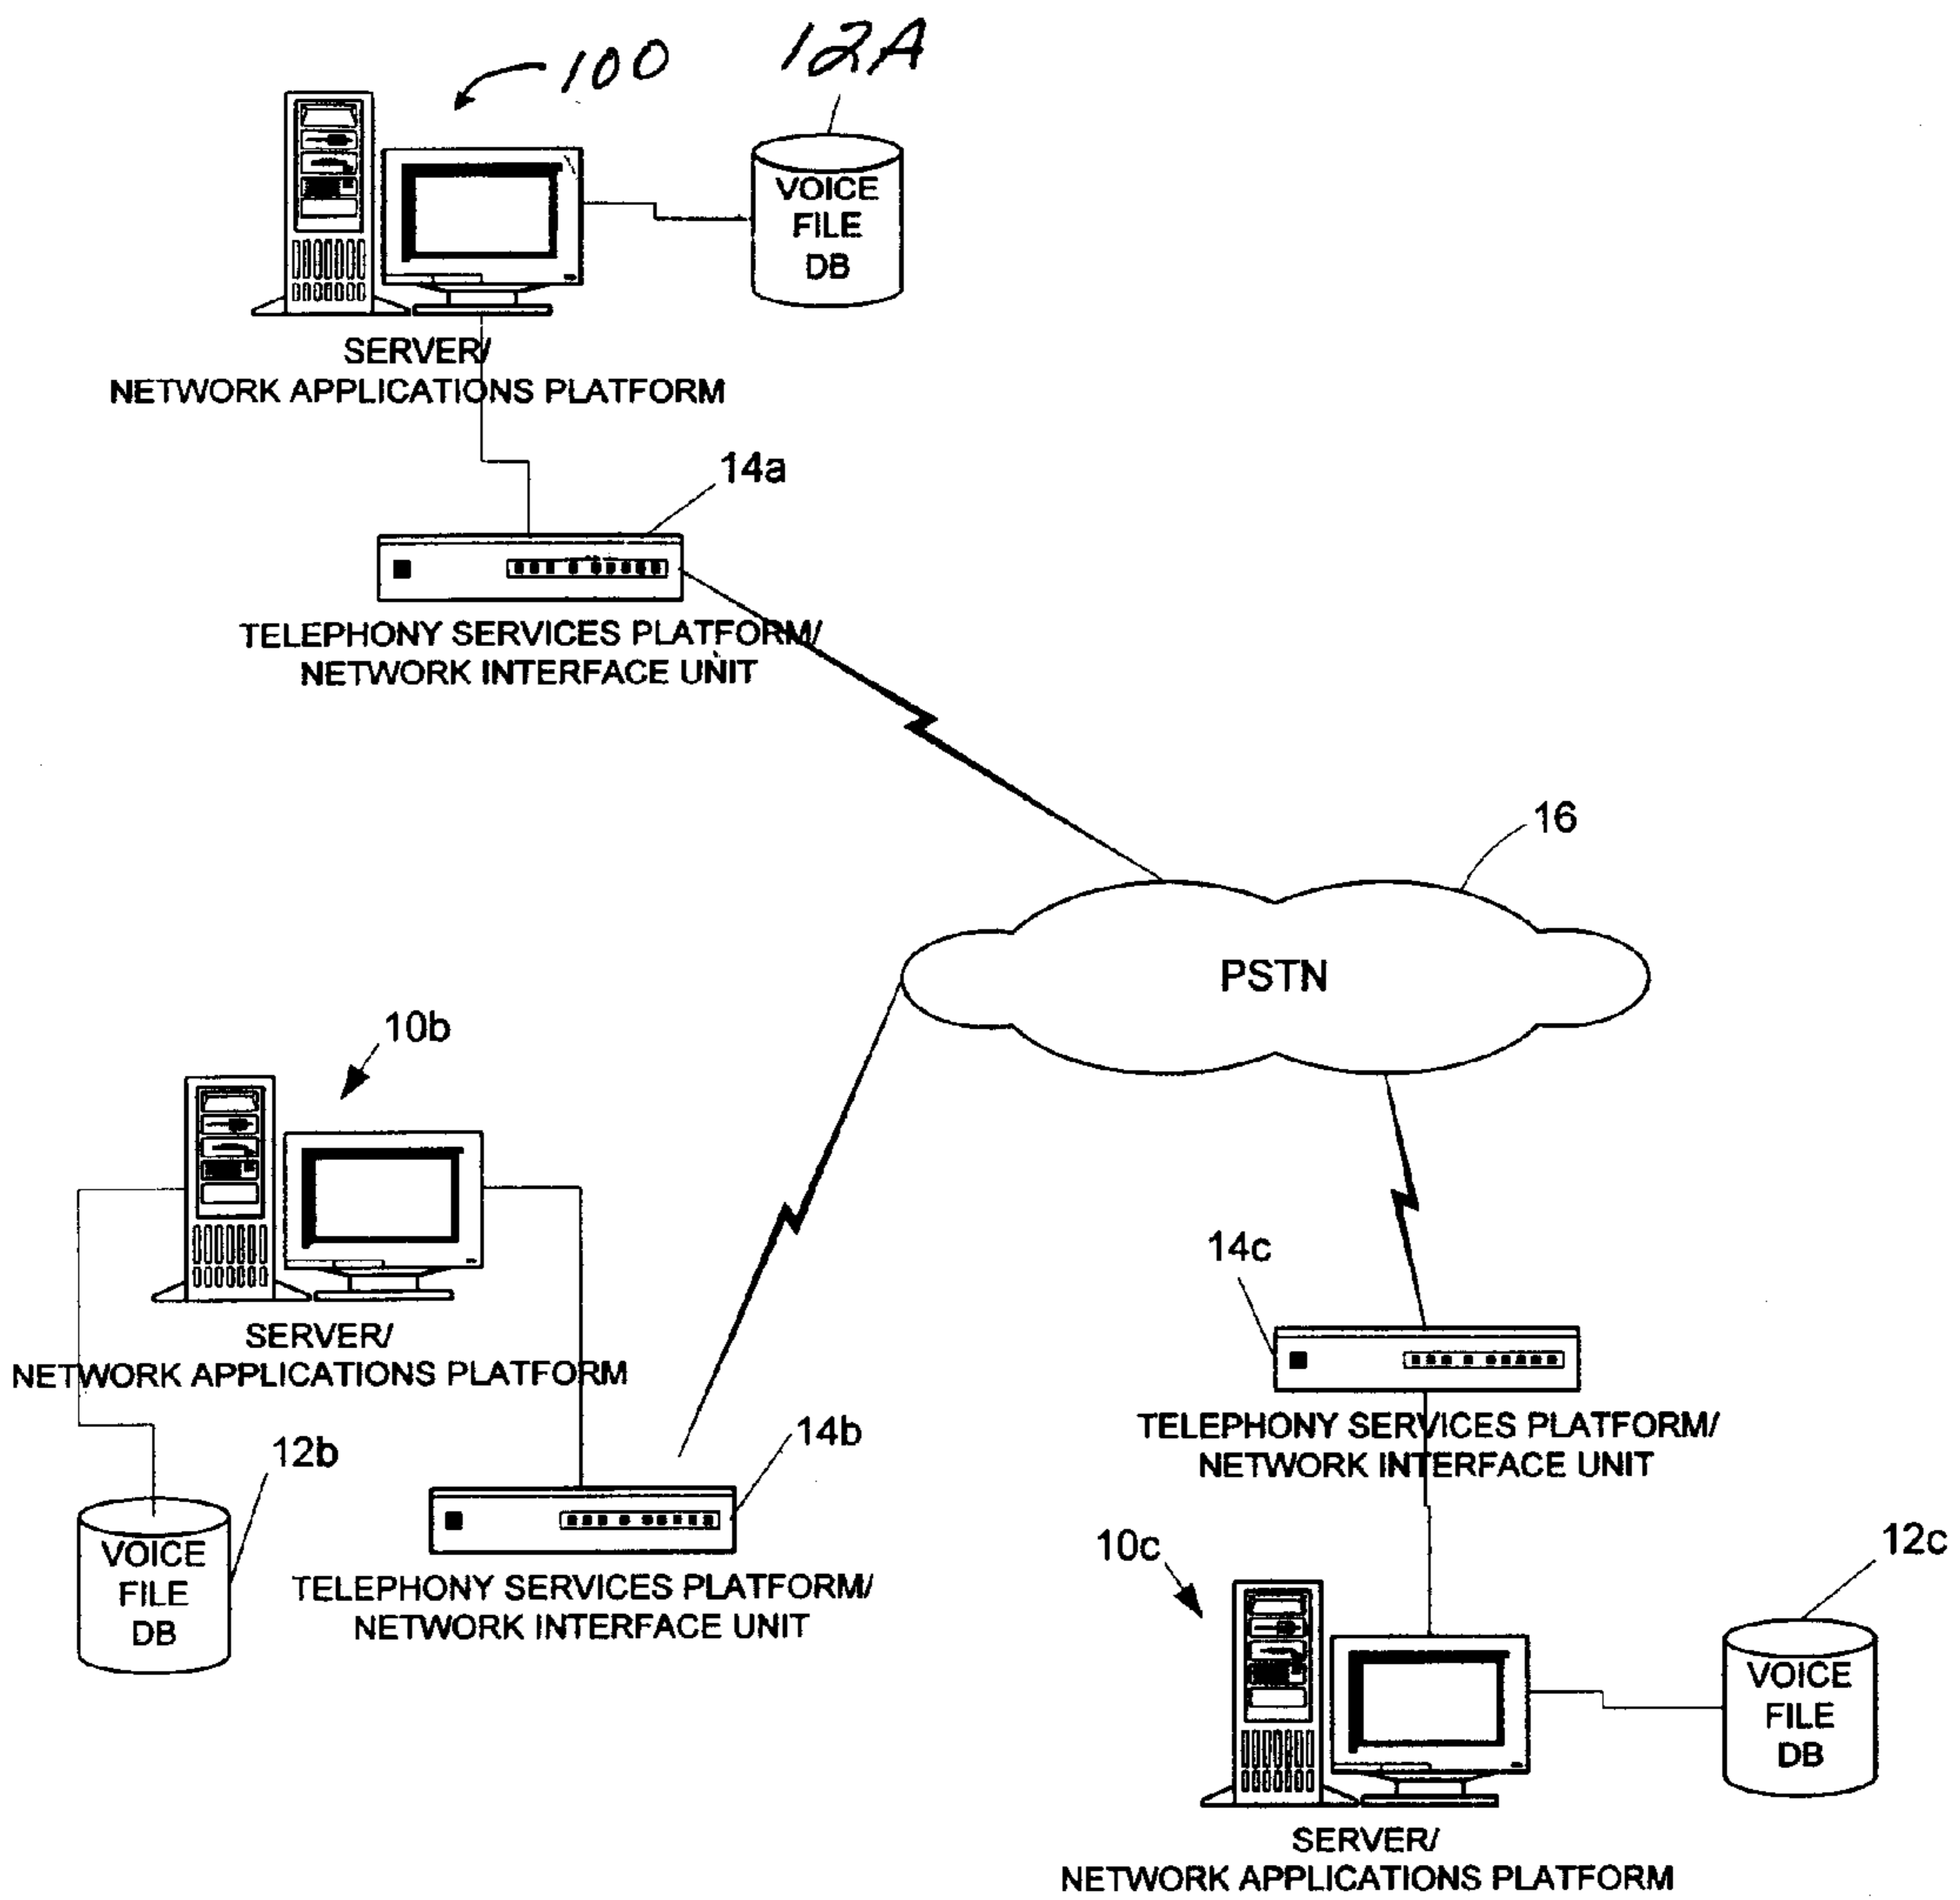 100
12A
VOICE
FILE
DB
SERVER/
NETWORK APPLICATIONS PLATFORM
14a
TELEPHONY SERVICES PLATFORM/
NETWORK INTERFACE UNIT
16
PSTN
10b
SERVER/
NETWORK APPLICATIONS PLATFORM
12b
VOICE
FILE
DB
14b
TELEPHONY SERVICES PLATFORM/
NETWORK INTERFACE UNIT
14c
TELEPHONY SERVICES PLATFORM/
NETWORK INTERFACE UNIT
10c
12c
VOICE
FILE
DB
SERVER/
NETWORK APPLICATIONS PLATFORM